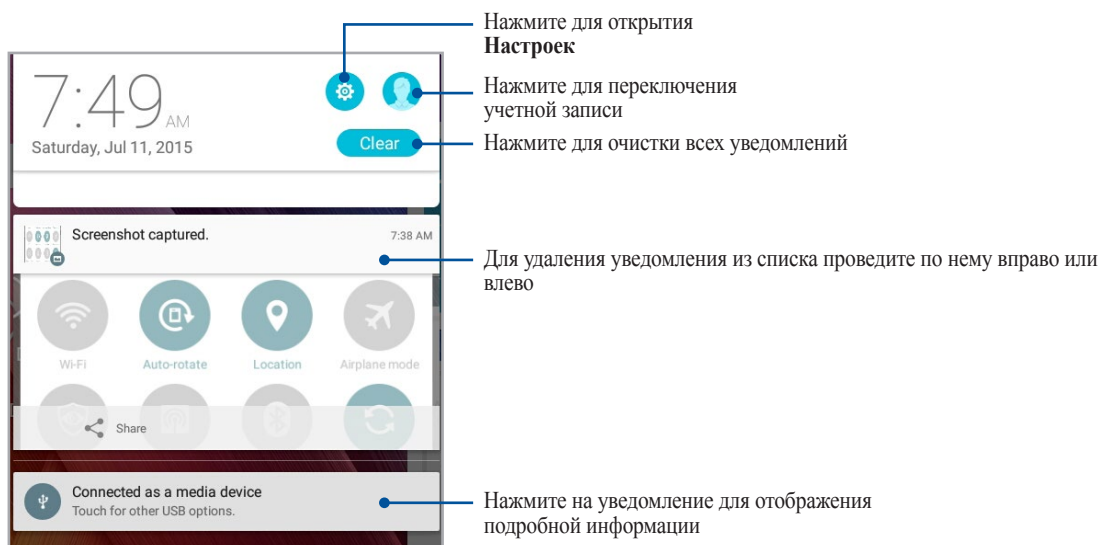 Нажмите для открытия
Настроек
7:49 AM
Saturday, Jul 11, 2015
Нажмите для переключения
учетной записи
Clear
Нажмите для очистки всех уведомлений
Screenshot captured.
7:38 AM
Для удаления уведомления из списка проведите по нему вправо или
влево
Wi-Fi
Auto-rotate
Location
Airplane mode
Share
Connected as a media device
Touch for other USB options.
Нажмите на уведомление для отображения
подробной информации